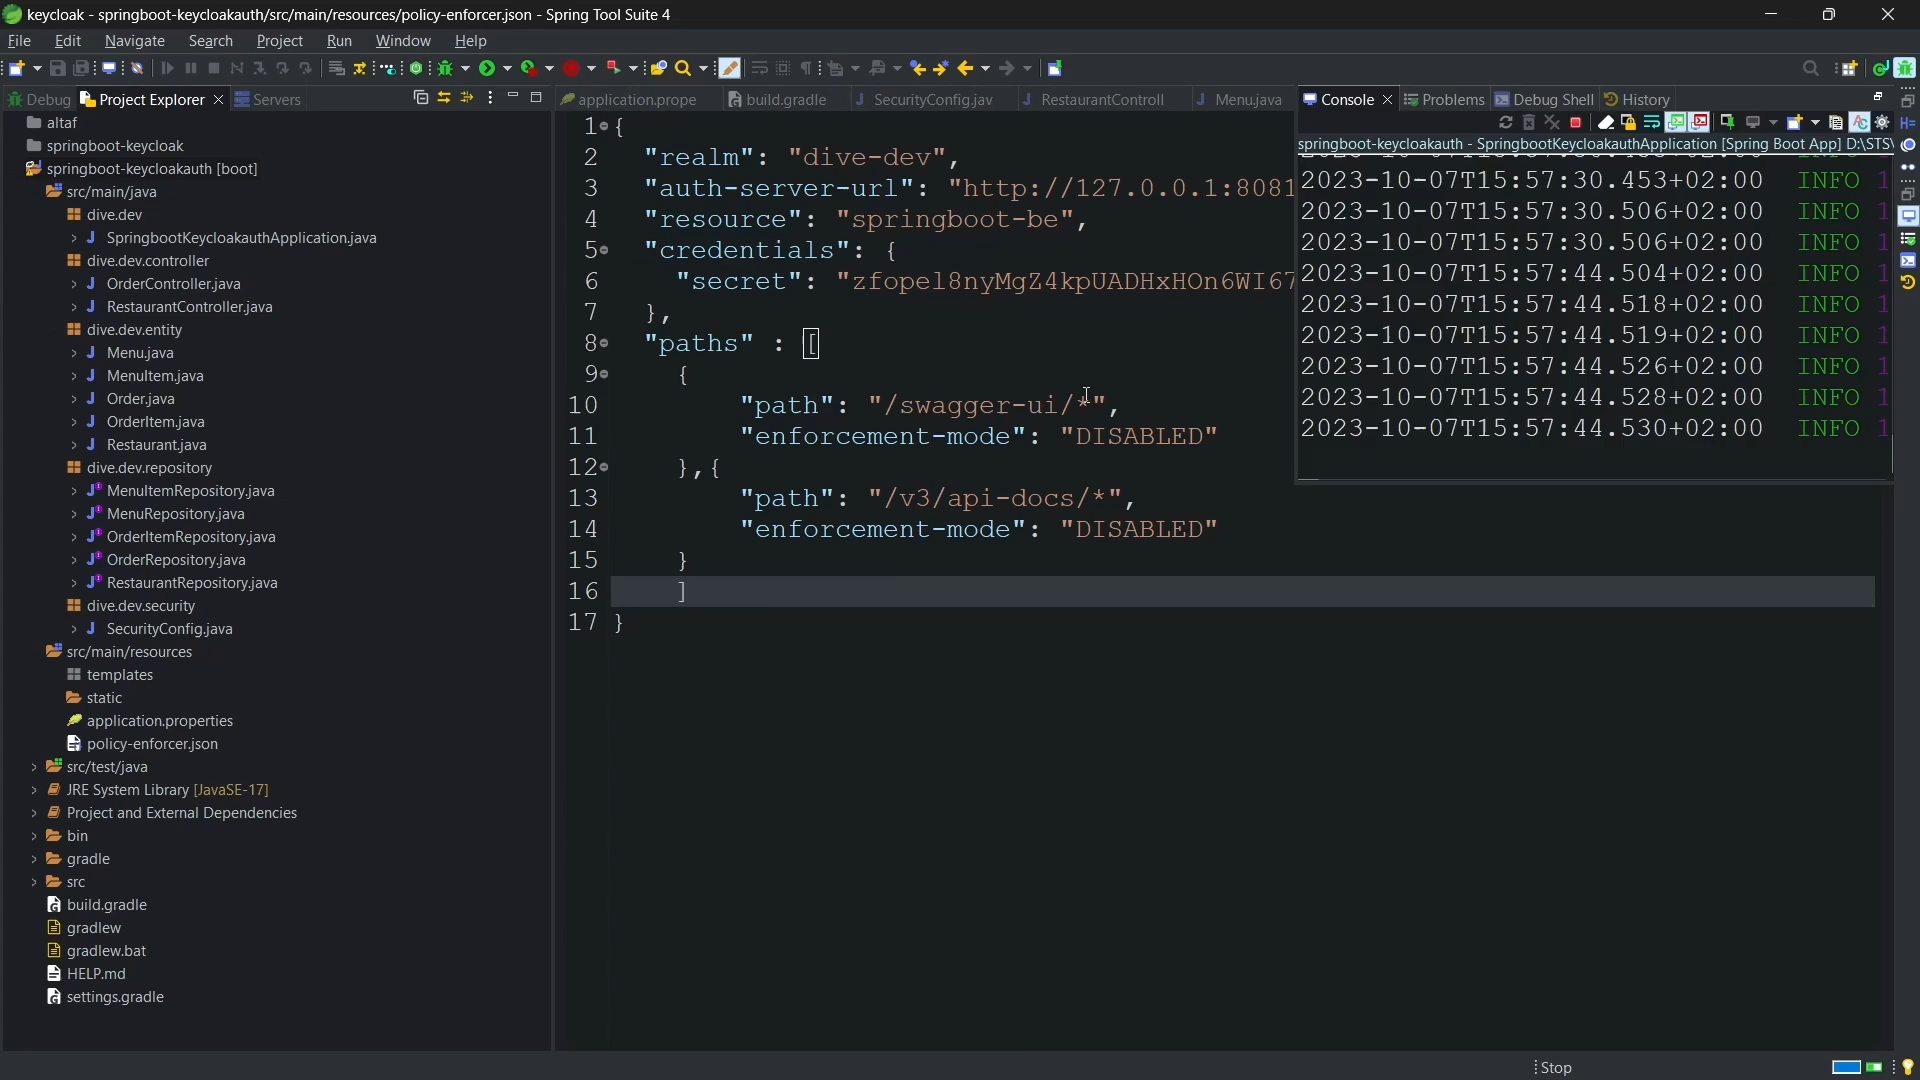 keycloak - springboot-keycloakauth/src/main/resources/policy-enforcer.json - Spring Tool Suite 4
File Edit Navigate Search Project Run Window Help
Debug Project Explorer Servers
altaf
springboot-keycloak
springboot-keycloakauth [boot]
src/main/java
dive.dev
SpringbootKeycloakauthApplication.java
dive.dev.controller
OrderController.java
RestaurantController.java
dive.dev.entity
Menu.java
MenuItem.java
Order.java
OrderItem.java
Restaurant.java
dive.dev.repository
MenuItemRepository.java
MenuRepository.java
OrderItemRepository.java
OrderRepository.java
RestaurantRepository.java
dive.dev.security
SecurityConfig.java
src/main/resources
templates
static
application.properties
policy-enforcer.json
src/test/java
JRE System Library [JavaSE-17]
Project and External Dependencies
bin
gradle
src
build.gradle
gradlew
gradlew.bat
HELP.md
settings.gradle
application.prope build.gradle SecurityConfig.jav RestaurantControll Menu.java
1 {
2 "realm": "dive-dev",
3 "auth-server-url": "http://127.0.0.1:8081
4 "resource": "springboot-be",
5 "credentials": {
6 "secret": "zfopel8nyMgZ4kpUADHxHOn6WI67
7 },
8 "paths" : [
9 {
10 "path": "/swagger-ui/*",
11 "enforcement-mode": "DISABLED"
12 },{
13 "path": "/v3/api-docs/*",
14 "enforcement-mode": "DISABLED"
15 }
16 ]
17 }
Console Problems Debug Shell History
springboot-keycloakauth - SpringbootKeycloakauthApplication [Spring Boot App] D:\STS\
2023-10-07T15:57:30.453+02:00 INFO 1
2023-10-07T15:57:30.506+02:00 INFO 1
2023-10-07T15:57:30.506+02:00 INFO 1
2023-10-07T15:57:44.504+02:00 INFO 1
2023-10-07T15:57:44.518+02:00 INFO 1
2023-10-07T15:57:44.519+02:00 INFO 1
2023-10-07T15:57:44.526+02:00 INFO 1
2023-10-07T15:57:44.528+02:00 INFO 1
2023-10-07T15:57:44.530+02:00 INFO 1
Stop